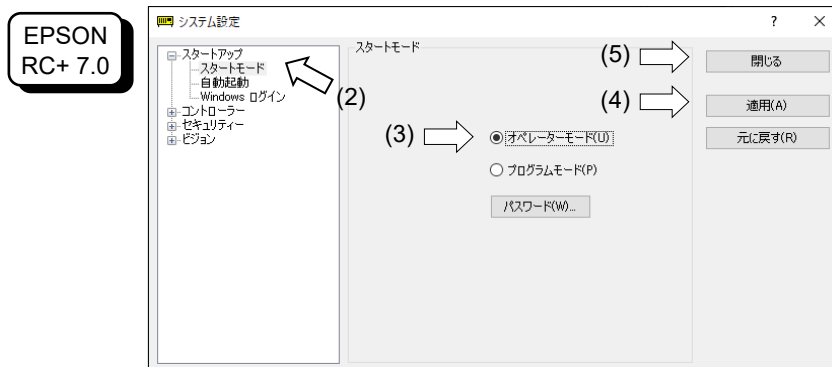 EPSON
RC+ 7.0
システム設定
? ×
スタートアップ
スタートモード
自動起動
Windows ログイン
コントローラー
セキュリティー
ビジョン
(2)
スタートモード
(3)
オペレーターモード(U)
プログラムモード(P)
パスワード(W)...
(5)
閉じる
(4)
適用(A)
元に戻す(R)